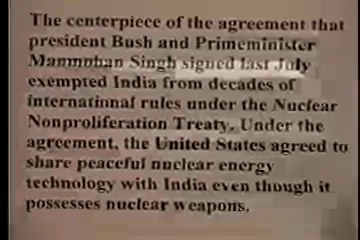 The centerpiece of the agreement that
president Bush and Primeminister
Manmohan Singh signed last July
exempted India from decades of
international rules under the Nuclear
Nonproliferation Treaty. Under the
agreement, the United States agreed to
share peaceful nuclear energy
technology with India even though it
possesses nuclear weapons.